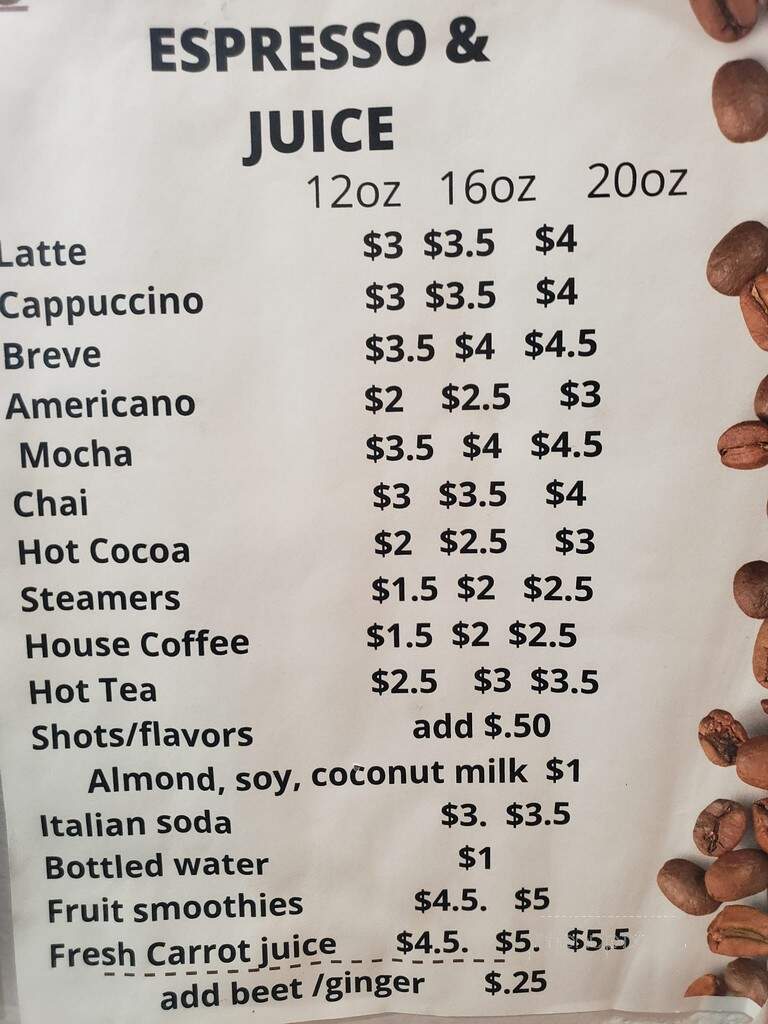 ESPRESSO &
JUICE
12oz 16oz 20oz
Latte $3 $3.5 $4
Cappuccino $3 $3.5 $4
Breve $3.5 $4 $4.5
Americano $2 $2.5 $3
Mocha $3.5 $4 $4.5
Chai $3 $3.5 $4
Hot Cocoa $2 $2.5 $3
Steamers $1.5 $2 $2.5
House Coffee $1.5 $2 $2.5
Hot Tea $2.5 $3 $3.5
Shots/flavors add $.50
Almond, soy, coconut milk $1
Italian soda $3. $3.5
Bottled water $1
Fruit smoothies $4.5. $5
Fresh Carrot juice $4.5. $5. $5.5
add beet /ginger $.25